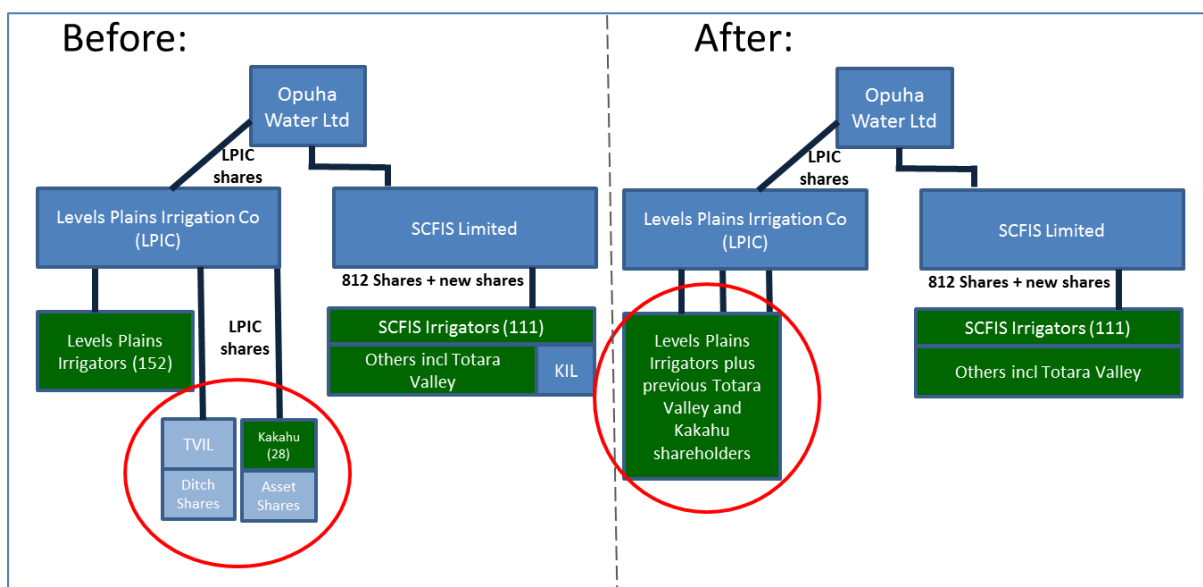 Before:
Opuha
Water Ltd
LPIC
shares
Levels Plains Irrigation Co
(LPIC)
SCFIS Limited
812 Shares + new shares
Levels Plains
Irrigators (152)
LPIC
shares
SCFIS Irrigators (111)
Others incl Totara
Valley
KIL
TVIL
Ditch
Shares
Kakahu
(28)
Asset
Shares
After:
Opuha
Water Ltd
LPIC
shares
Levels Plains Irrigation Co
(LPIC)
SCFIS Limited
812 Shares + new shares
Levels Plains
Irrigators plus
previous Totara
Valley and
Kakahu
shareholders
SCFIS Irrigators (111)
Others incl Totara Valley